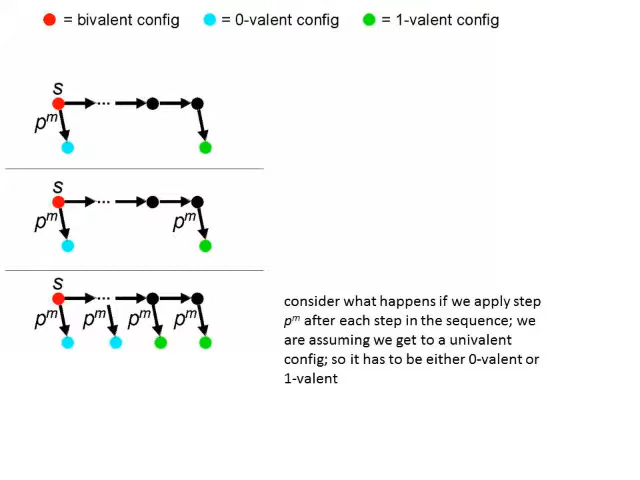 = bivalent config = 0-valent config = 1-valent config
s
...
pᵐ
s
...
pᵐ pᵐ
s
...
pᵐ pᵐ pᵐ pᵐ
consider what happens if we apply step
pᵐ after each step in the sequence; we
are assuming we get to a univalent
config; so it has to be either 0-valent or
1-valent